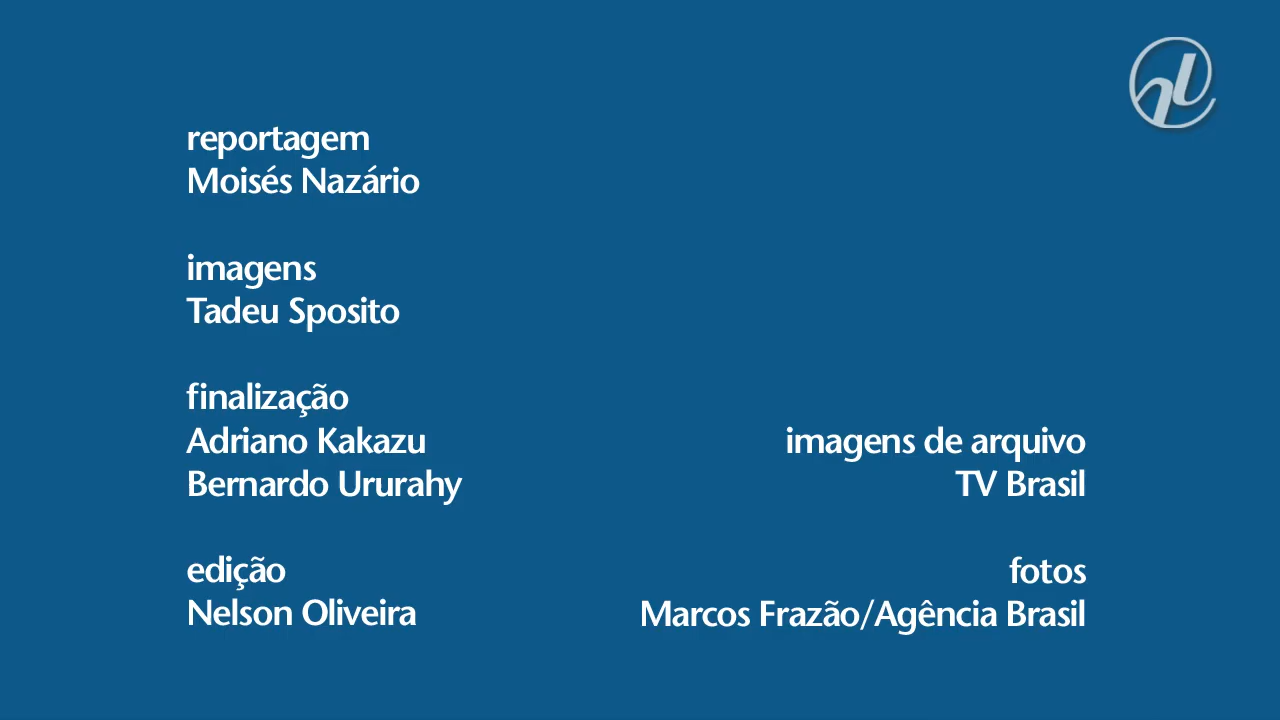 reportagem
Moisés Nazário
imagens
Tadeu Sposito
finalização
Adriano Kakazu
Bernardo Ururahy
edição
Nelson Oliveira
imagens de arquivo
TV Brasil
fotos
Marcos Frazão/Agência Brasil